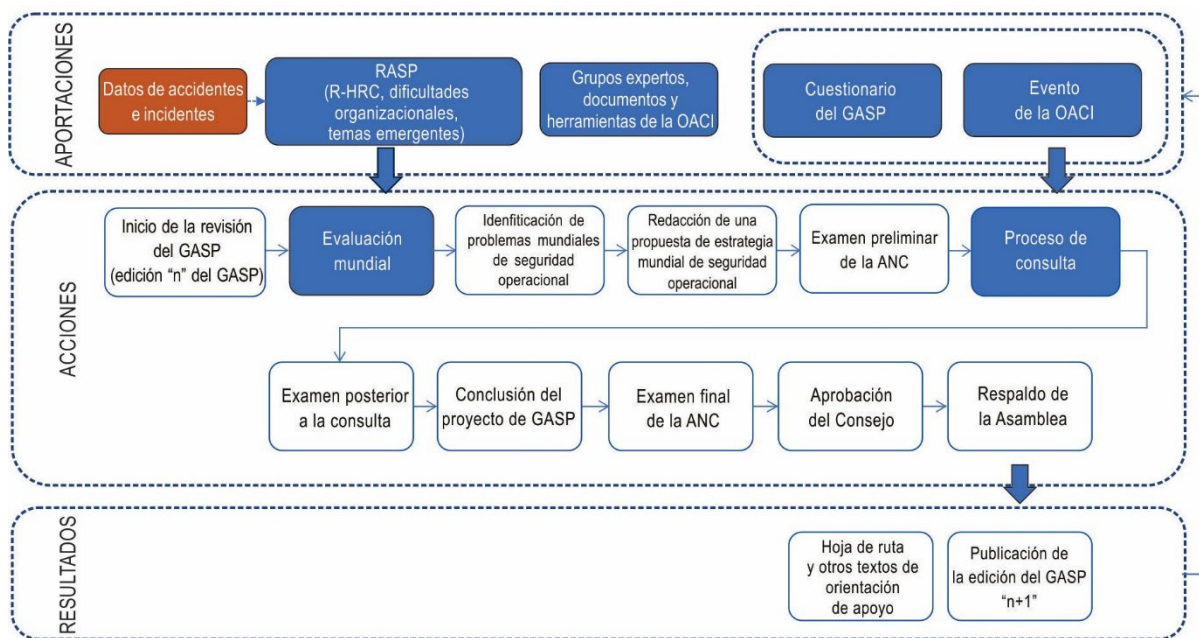 APORTACIONES
Datos de accidentes
e incidentes
RASP
(R-HRC, dificultades
organizacionales,
temas emergentes)
Grupos expertos,
documentos y
herramientas de la OACI
Cuestionario
del GASP
Evento
de la OACI
ACCIONES
Inicio de la revisión
del GASP
(edición “n” del GASP)
Evaluación
mundial
Idenfiticación de
problemas mundiales
de seguridad
operacional
Redacción de una
propuesta de estrategia
mundial de seguridad
operacional
Examen preliminar
de la ANC
Proceso de
consulta
Examen posterior
a la consulta
Conclusión del
proyecto de GASP
Examen final
de la ANC
Aprobación
del Consejo
Respaldo de
la Asamblea
RESULTADOS
Hoja de ruta
y otros textos de
orientación
de apoyo
Publicación de
la edición del GASP
“n+1”